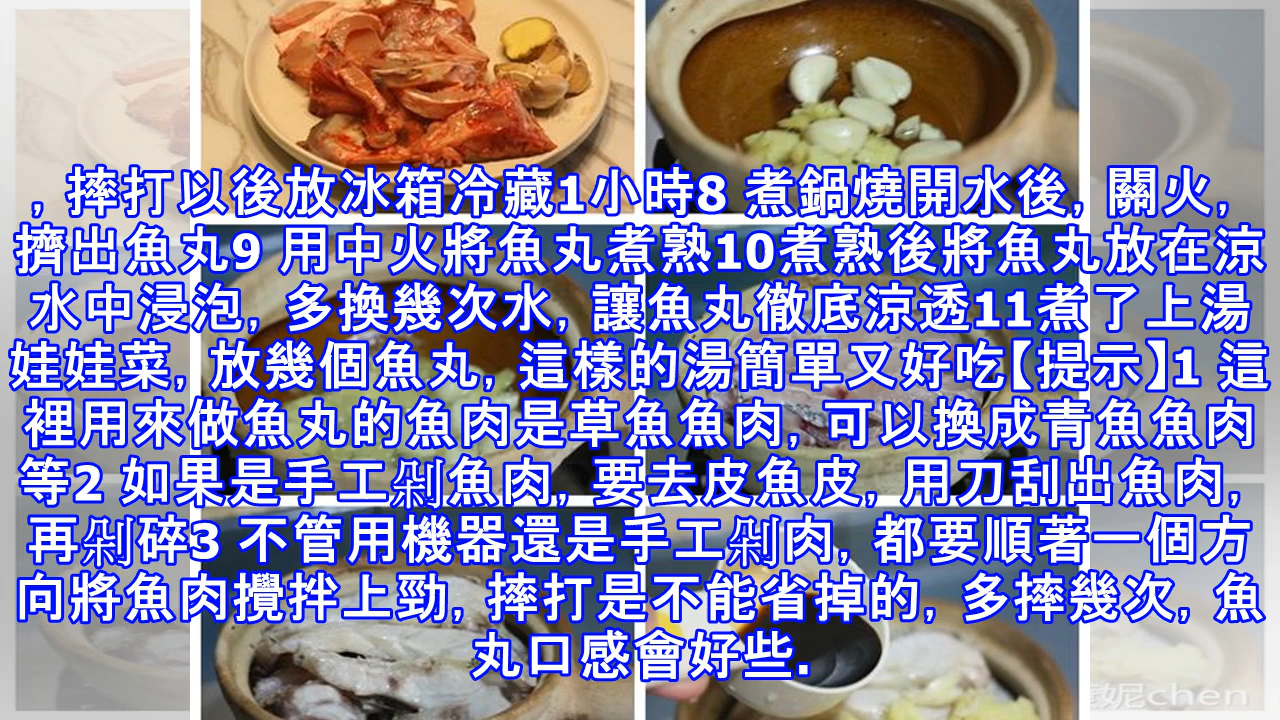 , 摔打以後放冰箱冷藏1小時8 煮鍋燒開水後, 關火,
擠出魚丸9 用中火將魚丸煮熟10煮熟後將魚丸放在涼
水中浸泡, 多換幾次水, 讓魚丸徹底涼透11煮了上湯
娃娃菜, 放幾個魚丸, 這樣的湯簡單又好吃【提示】1 這
裡用來做魚丸的魚肉是草魚魚肉, 可以換成青魚魚肉
等2 如果是手工剁魚肉, 要去皮魚皮, 用刀刮出魚肉,
再剁碎3 不管用機器還是手工剁肉, 都要順著一個方
向將魚肉攪拌上勁, 摔打是不能省掉的, 多摔幾次, 魚
丸口感會好些.
妮chen